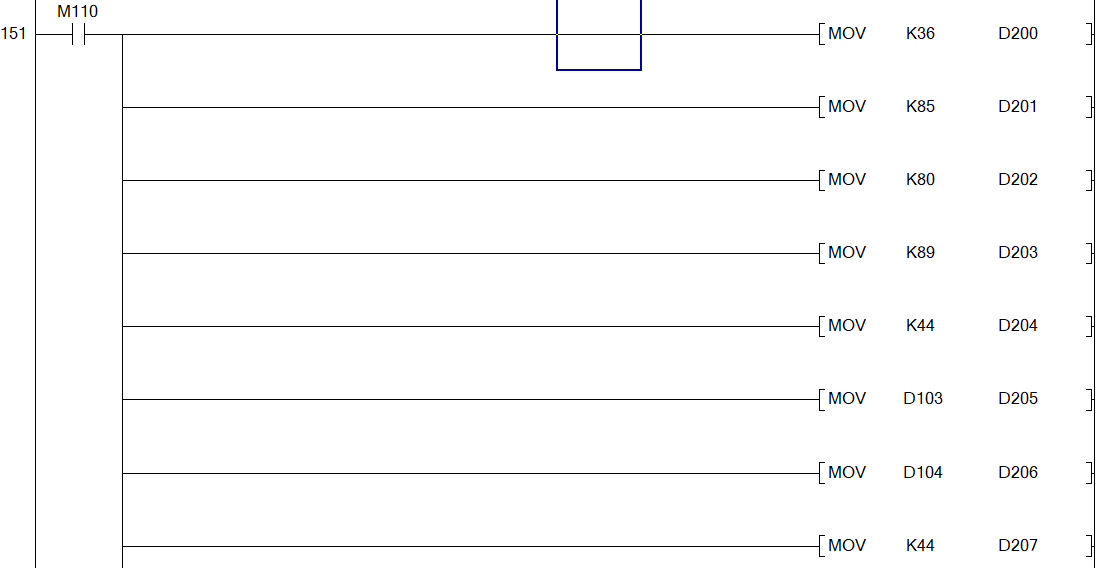 M110
151 MOV K36 D200
MOV K85 D201
MOV K80 D202
MOV K89 D203
MOV K44 D204
MOV D103 D205
MOV D104 D206
MOV K44 D207